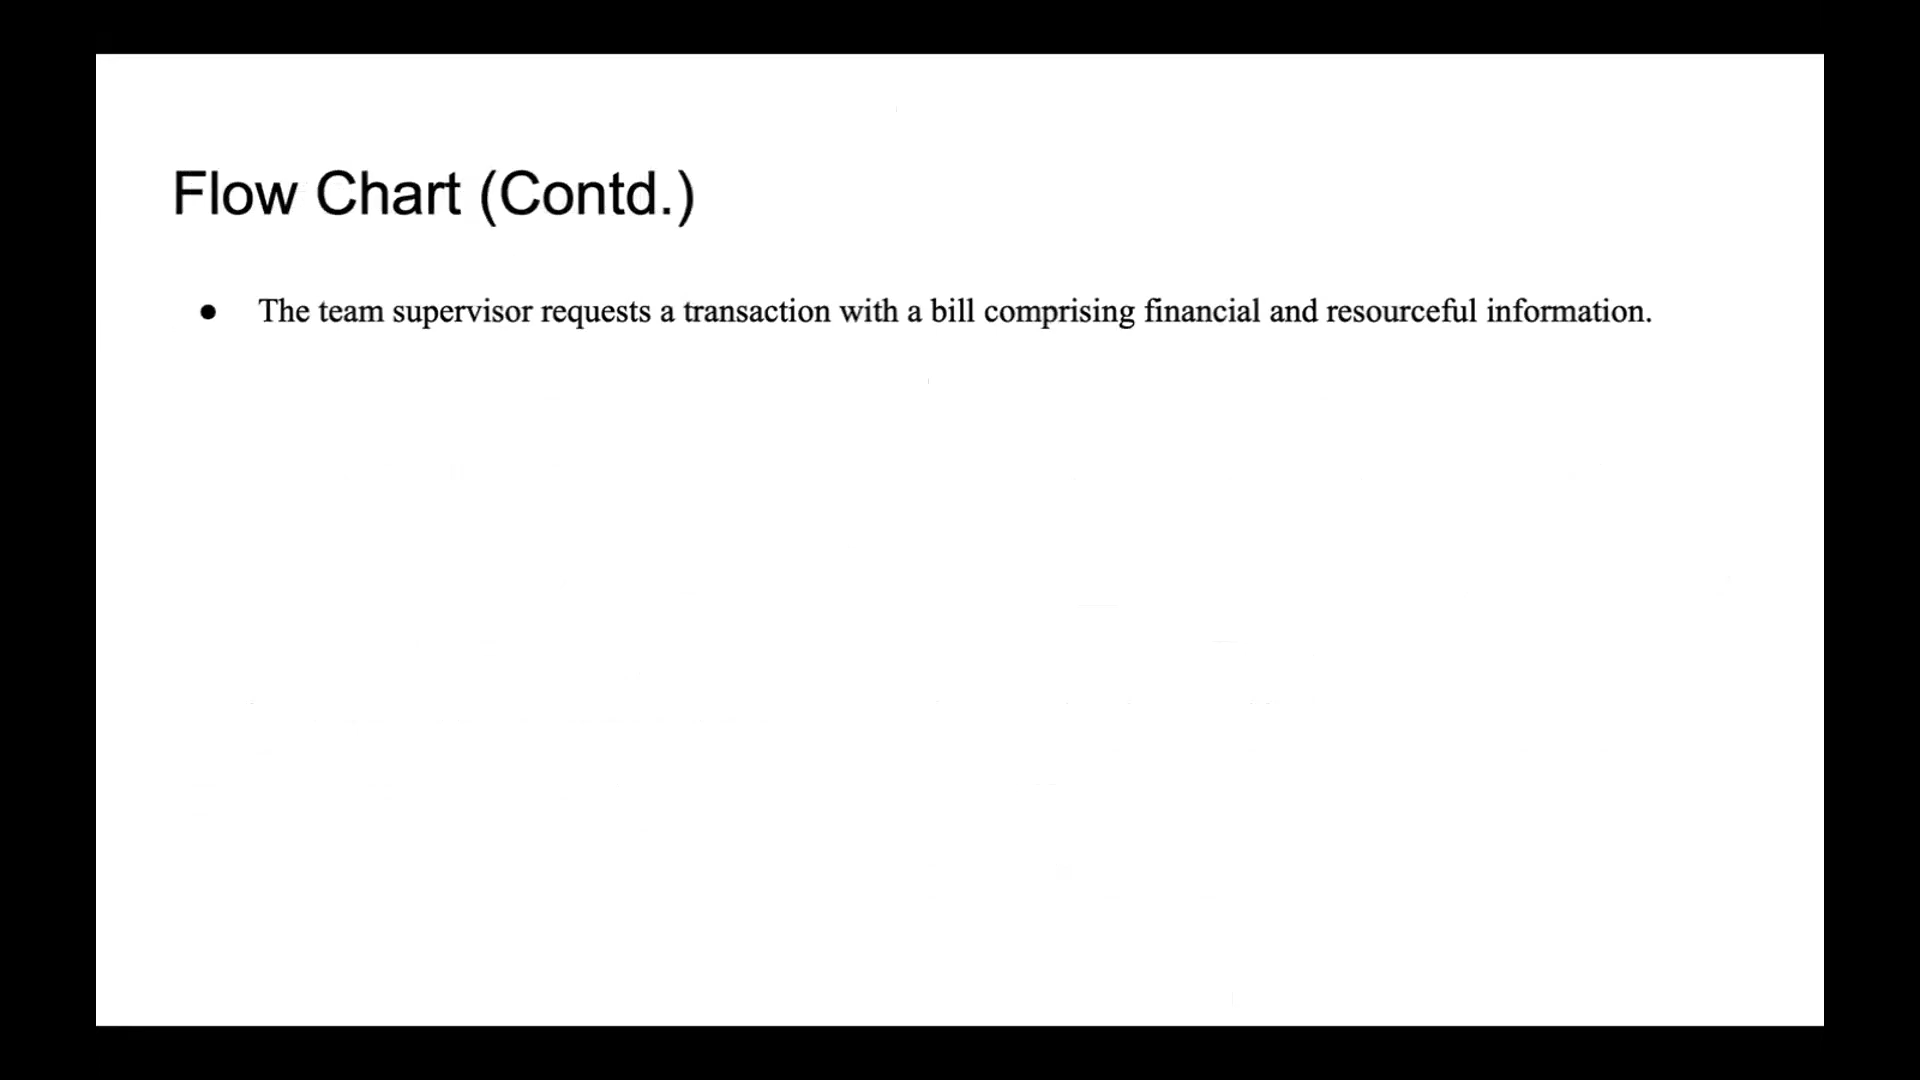 Flow Chart (Contd.)
● The team supervisor requests a transaction with a bill comprising financial and resourceful information.